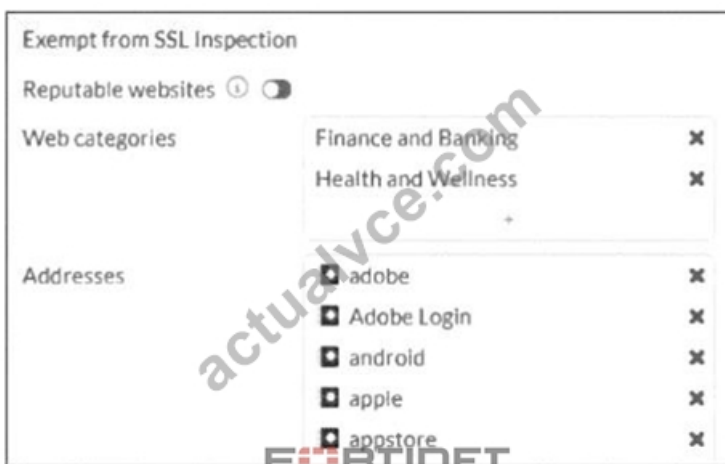 Exempt from SSL Inspection
Reputable websites
Web categories
Finance and Banking
Health and Wellness
Addresses
adobe
Adobe Login
android
apple
appstore
actualvce.com
FORTINET